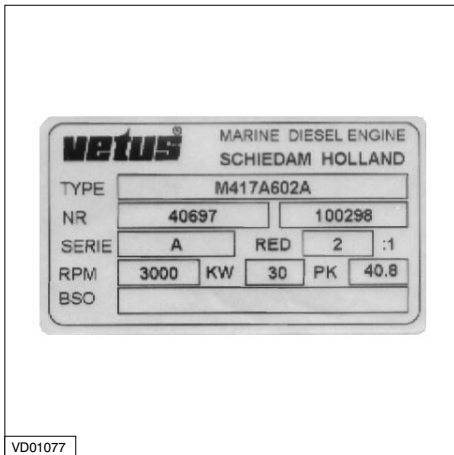 vetus® MARINE DIESEL ENGINE
SCHIEDAM HOLLAND
TYPE M417A602A
NR 40697 100298
SERIE A RED 2 :1
RPM 3000 KW 30 PK 40.8
BSO
VD01077